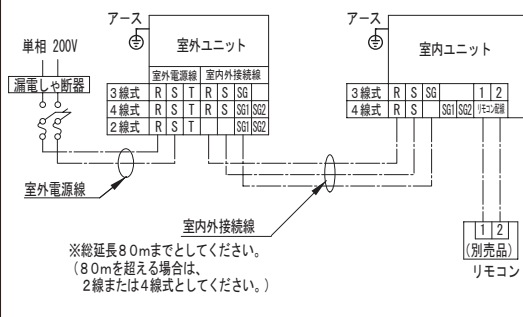 アース
室外ユニット
アース
室内ユニット
単相 200V
漏電しゃ断器
室外電源線 室内外接続線
3線式 R S T R S SG
4線式 R S T R S SG1 SG2
2線式 R S T R S SG1 SG2
3線式 R S SG 1 2
4線式 R S SG1 SG2 リモコン配線
室外電源線
室内外接続線
※総延長80mまでとしてください。
(80mを超える場合は、
2線または4線式としてください。)
1 2
(別売品)
リモコン